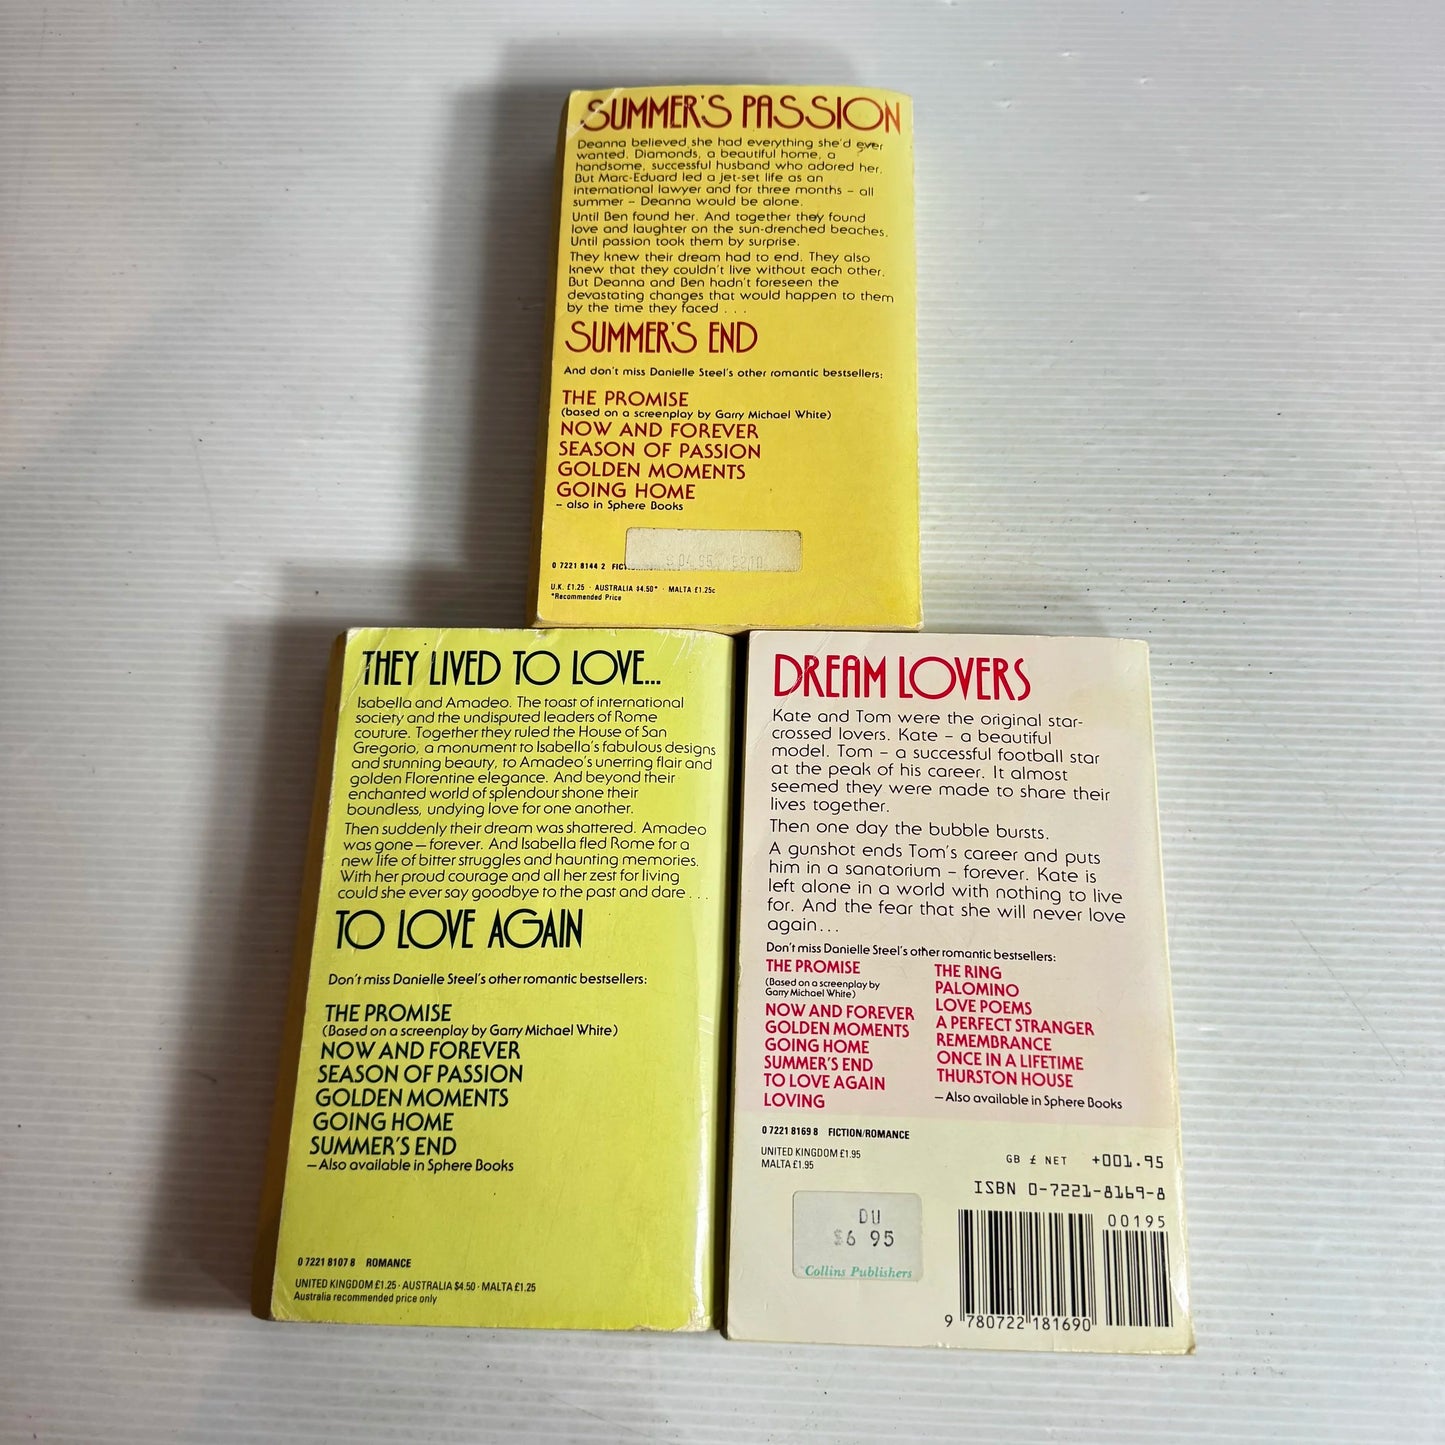 SUMMER'S PASSION
Deanna believed she had everything she'd ever
wanted. Diamonds, a beautiful home, a
handsome, successful husband who adored her.
But Marc-Eduard led a jet-set life as an
international lawyer and for three months – all
summer – Deanna would be alone.
Until Ben found her. And together they found
love and laughter on the sun-drenched beaches.
Until passion took them by surprise.
They knew their dream had to end. They also
knew that they couldn't live without each other.
But Deanna and Ben hadn't foreseen the
devastating changes that would happen to them
by the time they faced . . .
SUMMER'S END
And don't miss Danielle Steel's other romantic bestsellers:
THE PROMISE
(based on a screenplay by Garry Michael White)
NOW AND FOREVER
SEASON OF PASSION
GOLDEN MOMENTS
GOING HOME
– also in Sphere Books
0 7221 8144 2
U.K. £1.25 · AUSTRALIA $4.50* · MALTA £1.25c
*Recommended Price
THEY LIVED TO LOVE...
Isabella and Amadeo. The toast of international
society and the undisputed leaders of Rome
couture. Together they ruled the House of San
Gregorio, a monument to Isabella's fabulous designs
and stunning beauty, to Amadeo's unerring flair and
golden Florentine elegance. And beyond their
enchanted world of splendour shone their
boundless, undying love for one another.
Then suddenly their dream was shattered. Amadeo
was gone – forever. And Isabella fled Rome for a
new life of bitter struggles and haunting memories.
With her proud courage and all her zest for living
could she ever say goodbye to the past and dare . . .
TO LOVE AGAIN
Don't miss Danielle Steel's other romantic bestsellers:
THE PROMISE
(Based on a screenplay by Garry Michael White)
NOW AND FOREVER
SEASON OF PASSION
GOLDEN MOMENTS
GOING HOME
SUMMER'S END
– Also available in Sphere Books
0 7221 8107 8 ROMANCE
UNITED KINGDOM £1.25 · AUSTRALIA $4.50 · MALTA £1.25
Australia recommended price only
DREAM LOVERS
Kate and Tom were the original star-
crossed lovers. Kate – a beautiful
model. Tom – a successful football star
at the peak of his career. It almost
seemed they were made to share their
lives together.
Then one day the bubble bursts.
A gunshot ends Tom's career and puts
him in a sanatorium – forever. Kate is
left alone in a world with nothing to live
for. And the fear that she will never love
again...
Don't miss Danielle Steel's other romantic bestsellers:
THE PROMISE
(Based on a screenplay by
Garry Michael White)
NOW AND FOREVER
GOLDEN MOMENTS
GOING HOME
SUMMER'S END
TO LOVE AGAIN
LOVING
THE RING
PALOMINO
LOVE POEMS
A PERFECT STRANGER
REMEMBRANCE
ONCE IN A LIFETIME
THURSTON HOUSE
– Also available in Sphere Books
0 7221 8169 8 FICTION/ROMANCE
UNITED KINGDOM £1.95
MALTA £1.95
GB £ NET +001.95
ISBN 0-7221-8169-8
00195
DU
$6 95
Collins Publishers
9 780722 181690